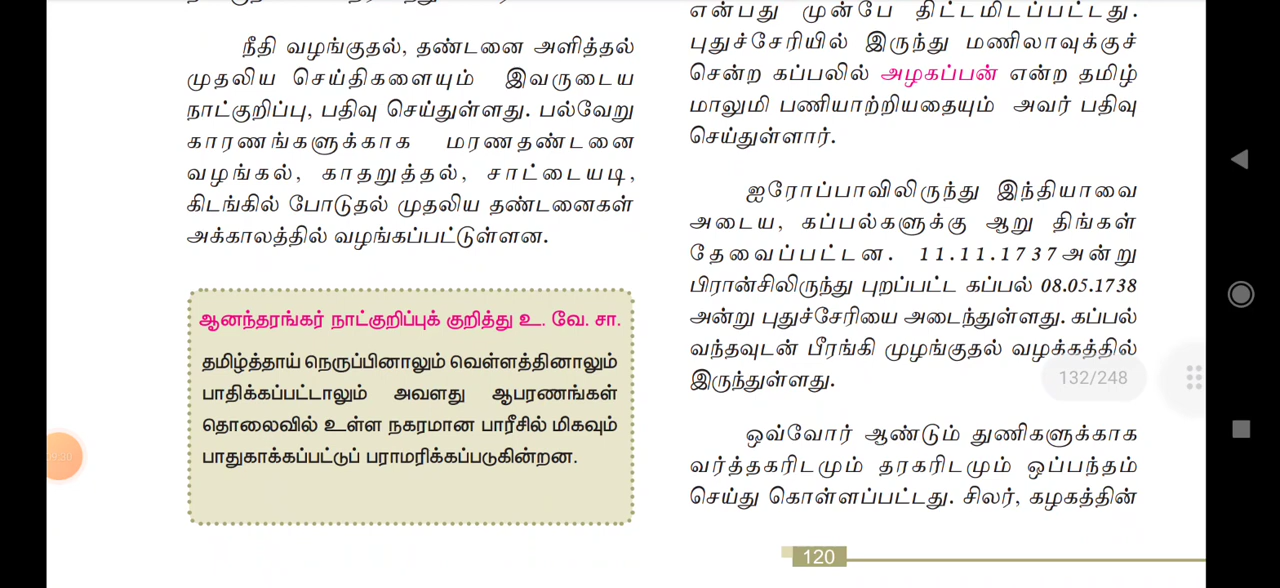 நீதி வழங்குதல், தண்டனை அளித்தல்
முதலிய செய்திகளையும் இவருடைய
நாட்குறிப்பு, பதிவு செய்துள்ளது. பல்வேறு
காரணங்களுக்காக மரணதண்டனை
வழங்கல், காதறுத்தல், சாட்டையடி,
கிடங்கில் போடுதல் முதலிய தண்டனைகள்
அக்காலத்தில் வழங்கப்பட்டுள்ளன.
ஆனந்தரங்கர் நாட்குறிப்புக் குறித்து உ. வே. சா.
தமிழ்த்தாய் நெருப்பினாலும் வெள்ளத்தினாலும்
பாதிக்கப்பட்டாலும் அவளது ஆபரணங்கள்
தொலைவில் உள்ள நகரமான பாரீசில் மிகவும்
பாதுகாக்கப்பட்டுப் பராமரிக்கப்படுகின்றன.
என்பது முன்பே திட்டமிடப்பட்டது.
புதுச்சேரியில் இருந்து மணிலாவுக்குச்
சென்ற கப்பலில் அழகப்பன் என்ற தமிழ்
மாலுமி பணியாற்றியதையும் அவர் பதிவு
செய்துள்ளார்.
ஐரோப்பாவிலிருந்து இந்தியாவை
அடைய, கப்பல்களுக்கு ஆறு திங்கள்
தேவைப்பட்டன. 11.11.1737அன்று
பிரான்சிலிருந்து புறப்பட்ட கப்பல் 08.05.1738
அன்று புதுச்சேரியை அடைந்துள்ளது. கப்பல்
வந்தவுடன் பீரங்கி முழங்குதல் வழக்கத்தில்
இருந்துள்ளது.
132/248
ஒவ்வோர் ஆண்டும் துணிகளுக்காக
வர்த்தகரிடமும் தரகரிடமும் ஒப்பந்தம்
செய்து கொள்ளப்பட்டது. சிலர், கழகத்தின்
120